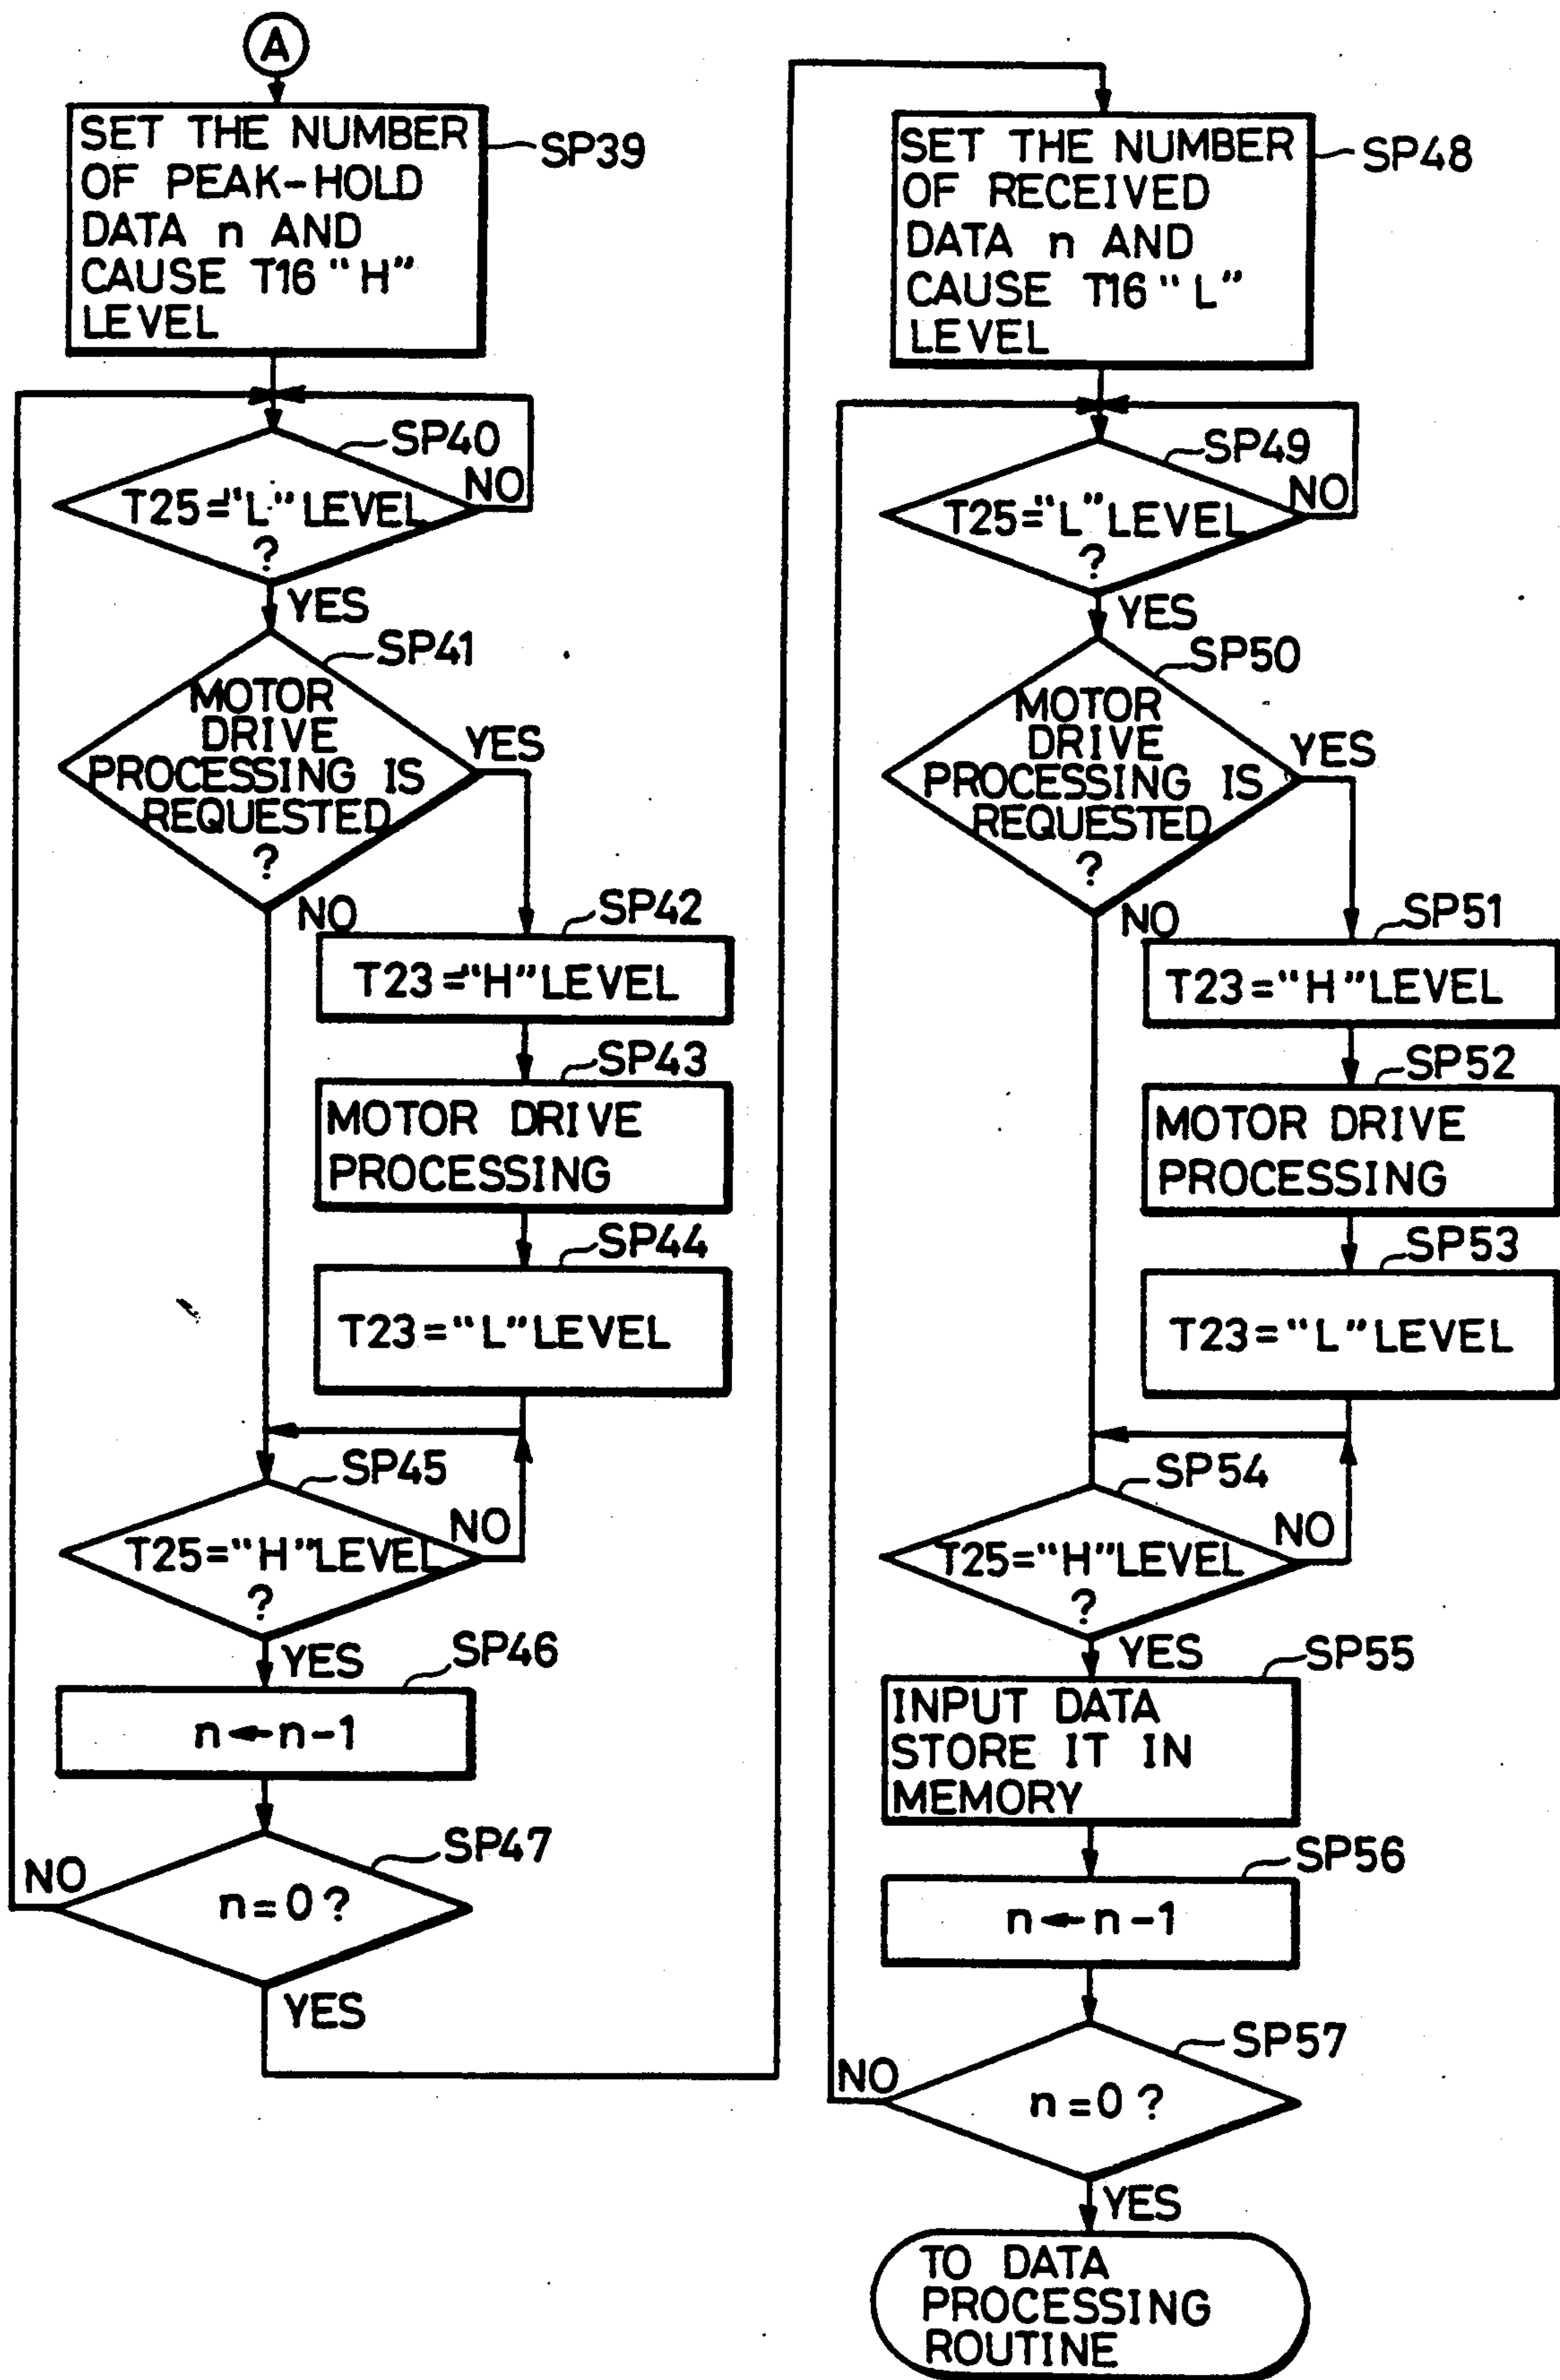 A
SET THE NUMBER
OF PEAK-HOLD
DATA n AND
CAUSE T16 "H"
LEVEL
SP39
SP40
T25="L" LEVEL
?
NO
YES
SP41
MOTOR
DRIVE
PROCESSING IS
REQUESTED
?
YES
NO
SP42
T23="H" LEVEL
SP43
MOTOR DRIVE
PROCESSING
SP44
T23="L" LEVEL
SP45
T25="H" LEVEL
?
NO
YES
SP46
n←n-1
SP47
n=0?
NO
YES
SET THE NUMBER
OF RECEIVED
DATA n AND
CAUSE T16 "L"
LEVEL
SP48
SP49
T25="L" LEVEL
?
NO
YES
SP50
MOTOR
DRIVE
PROCESSING IS
REQUESTED
?
YES
NO
SP51
T23="H" LEVEL
SP52
MOTOR DRIVE
PROCESSING
SP53
T23="L" LEVEL
SP54
T25="H" LEVEL
?
NO
YES
SP55
INPUT DATA
STORE IT IN
MEMORY
SP56
n←n-1
SP57
n=0?
NO
YES
TO DATA
PROCESSING
ROUTINE